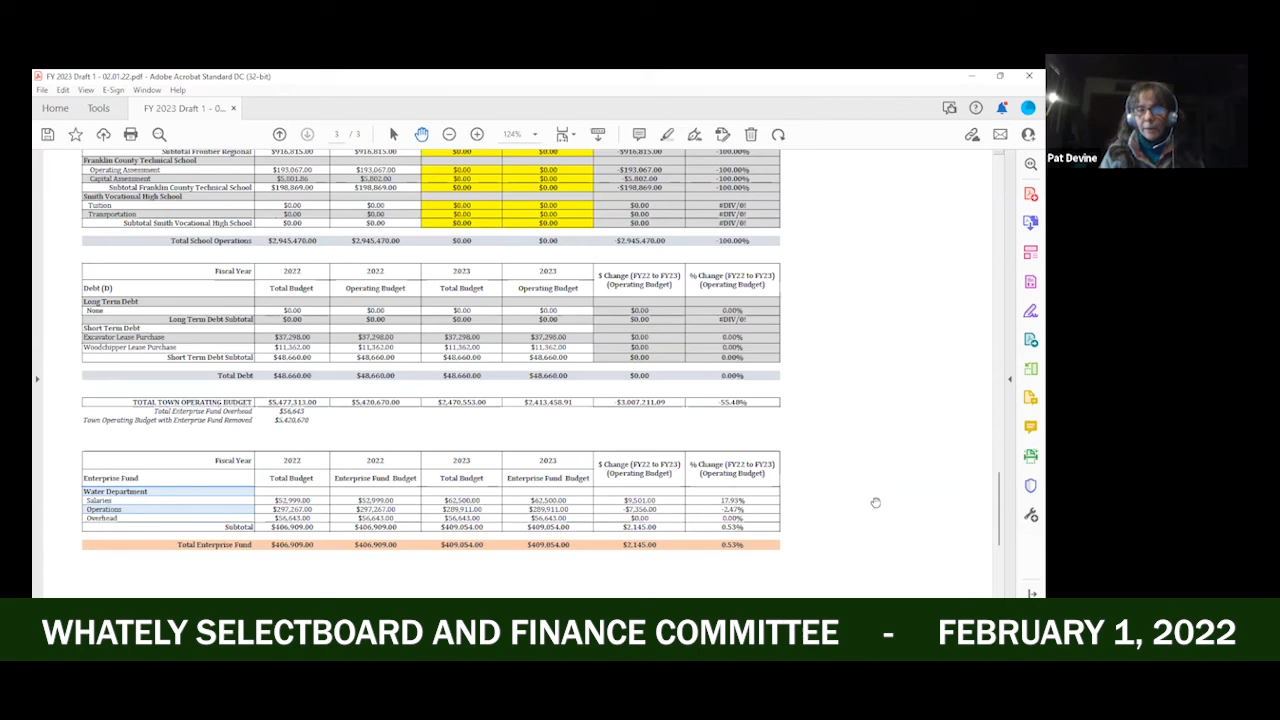 FY 2023 Draft 1 - 02.01.22.pdf - Adobe Acrobat Standard DC (32-bit)
File Edit View E-Sign Window Help
Home Tools FY 2023 Draft 1 - 0... ×
3 / 3 124%
Pat Devine
Subtotal Frontier Regional $916,815.00 $916,815.00 $0.00 $0.00 -$916,815.00 -100.00%
Franklin County Technical School
Operating Assessment $193,067.00 $193,067.00 $0.00 $0.00 -$193,067.00 -100.00%
Capital Assessment $5,801.86 $5,802.00 $0.00 $0.00 -$5,802.00 -100.00%
Subtotal Franklin County Technical School $198,869.00 $198,869.00 $0.00 $0.00 -$198,869.00 -100.00%
Smith Vocational High School
Tuition $0.00 $0.00 $0.00 $0.00 $0.00 #DIV/0!
Transportation $0.00 $0.00 $0.00 $0.00 $0.00 #DIV/0!
Subtotal Smith Vocational High School $0.00 $0.00 $0.00 $0.00 $0.00 #DIV/0!
Total School Operations $2,945,470.00 $2,945,470.00 $0.00 $0.00 -$2,945,470.00 -100.00%
Fiscal Year 2022 2022 2023 2023 $ Change (FY22 to FY23) % Change (FY22 to FY23)
Debt (D) Total Budget Operating Budget Total Budget Operating Budget (Operating Budget) (Operating Budget)
Long Term Debt
None $0.00 $0.00 $0.00 $0.00 $0.00 0.00%
Long Term Debt Subtotal $0.00 $0.00 $0.00 $0.00 $0.00 #DIV/0!
Short Term Debt
Excavator Lease Purchase $37,298.00 $37,298.00 $37,298.00 $37,298.00 $0.00 0.00%
Woodchipper Lease Purchase $11,362.00 $11,362.00 $11,362.00 $11,362.00 $0.00 0.00%
Short Term Debt Subtotal $48,660.00 $48,660.00 $48,660.00 $48,660.00 $0.00 0.00%
Total Debt $48,660.00 $48,660.00 $48,660.00 $48,660.00 $0.00 0.00%
TOTAL TOWN OPERATING BUDGET $5,477,313.00 $5,420,670.00 $2,470,553.00 $2,413,458.91 -$3,007,211.09 -55.48%
Total Enterprise Fund Overhead $56,643
Town Operating Budget with Enterprise Fund Removed $5,420,670
Fiscal Year 2022 2022 2023 2023 $ Change (FY22 to FY23) % Change (FY22 to FY23)
Enterprise Fund Total Budget Enterprise Fund Budget Total Budget Enterprise Fund Budget (Operating Budget) (Operating Budget)
Water Department
Salaries $52,999.00 $52,999.00 $62,500.00 $62,500.00 $9,501.00 17.93%
Operations $297,267.00 $297,267.00 $289,911.00 $289,911.00 -$7,356.00 -2.47%
Overhead $56,643.00 $56,643.00 $56,643.00 $56,643.00 $0.00 0.00%
Subtotal $406,909.00 $406,909.00 $409,054.00 $409,054.00 $2,145.00 0.53%
Total Enterprise Fund $406,909.00 $406,909.00 $409,054.00 $409,054.00 $2,145.00 0.53%
WHATELY SELECTBOARD AND FINANCE COMMITTEE - FEBRUARY 1, 2022